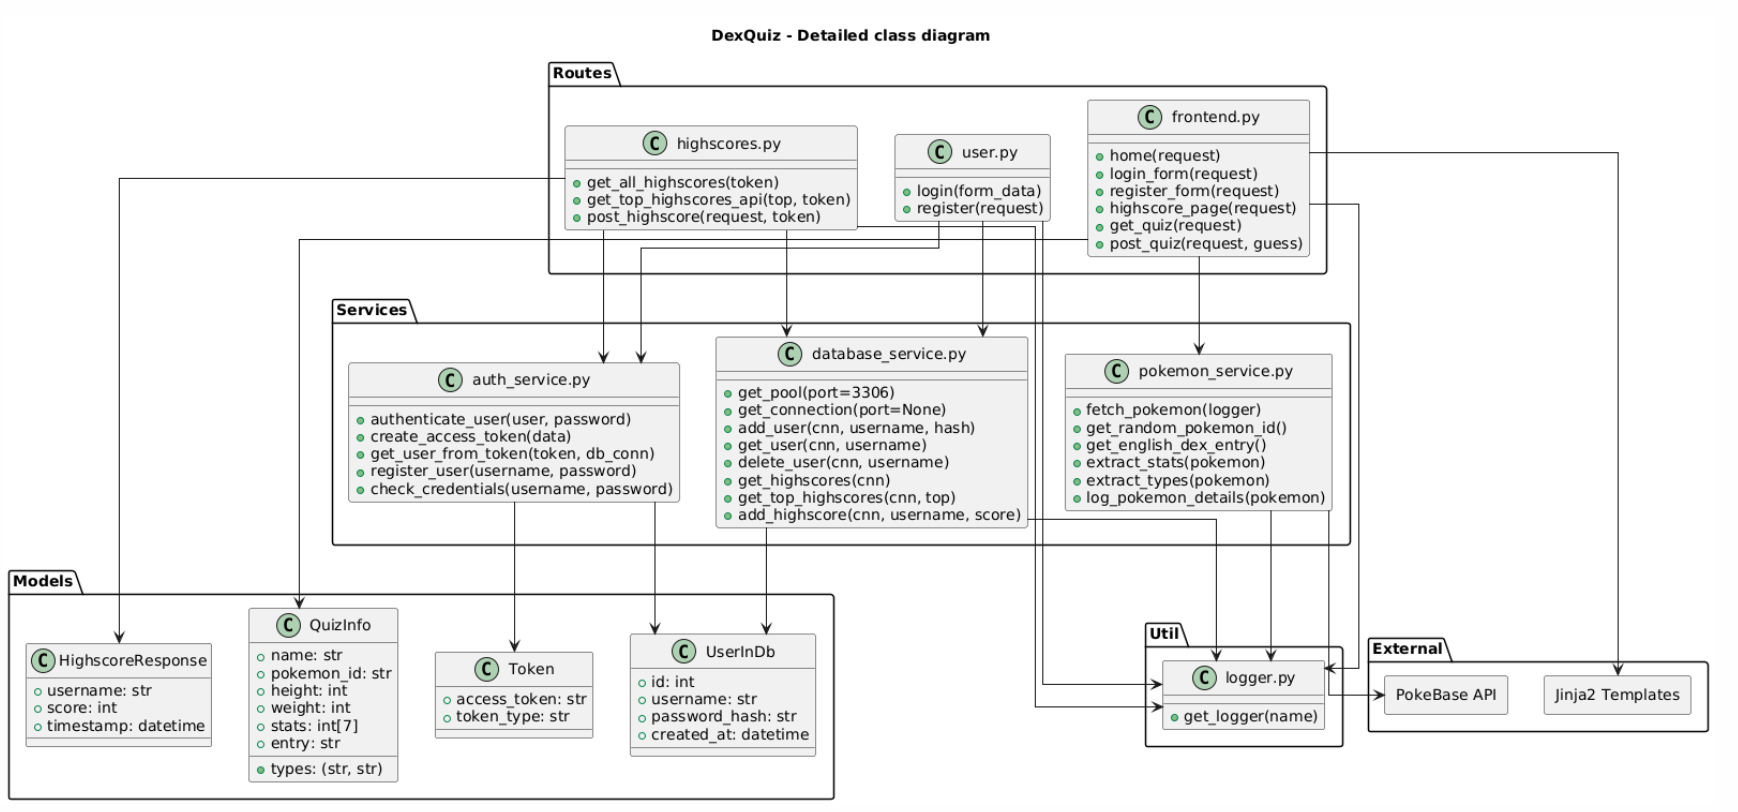 DexQuiz - Detailed class diagram
Routes
C highscores.py
get_all_highscores(token)
get_top_highscores_api(top, token)
post_highscore(request, token)
C user.py
login(form_data)
register(request)
C frontend.py
home(request)
login_form(request)
register_form(request)
highscore_page(request)
get_quiz(request)
post_quiz(request, guess)
Services
C auth_service.py
authenticate_user(user, password)
create_access_token(data)
get_user_from_token(token, db_conn)
register_user(username, password)
check_credentials(username, password)
C database_service.py
get_pool(port=3306)
get_connection(port=None)
add_user(cnn, username, hash)
get_user(cnn, username)
delete_user(cnn, username)
get_highscores(cnn)
get_top_highscores(cnn, top)
add_highscore(cnn, username, score)
C pokemon_service.py
fetch_pokemon(logger)
get_random_pokemon_id()
get_english_dex_entry()
extract_stats(pokemon)
extract_types(pokemon)
log_pokemon_details(pokemon)
Models
C HighscoreResponse
username: str
score: int
timestamp: datetime
C QuizInfo
name: str
pokemon_id: str
height: int
weight: int
stats: int[7]
entry: str
types: (str, str)
C Token
access_token: str
token_type: str
C UserInDb
id: int
username: str
password_hash: str
created_at: datetime
Util
C logger.py
get_logger(name)
External
PokeBase API
Jinja2 Templates